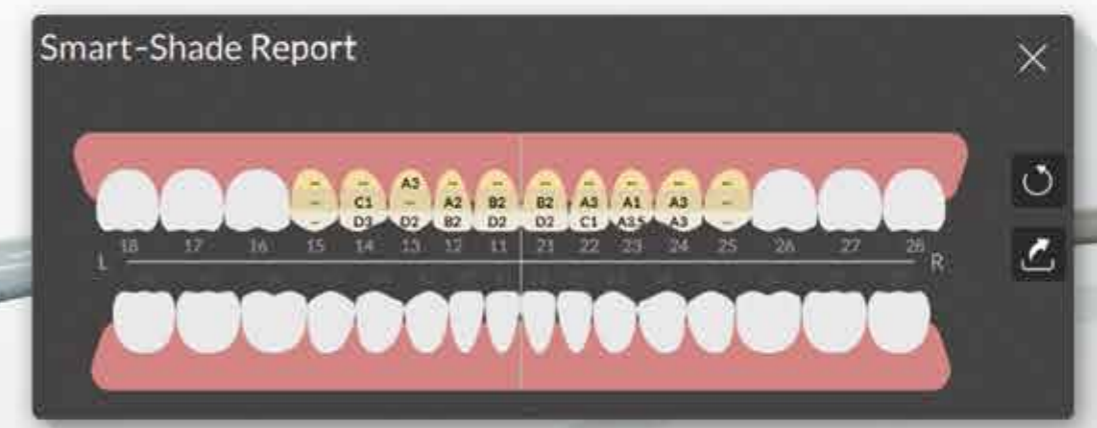 Smart-Shade Report
-- -- A3 -- -- -- -- -- -- --
-- C1 -- A2 B2 B2 A3 A1 A3 --
-- D3 D2 B2 D2 D2 C1 A3.5 A3 --
18 17 16 15 14 13 12 11 21 22 23 24 25 26 27 28
L R